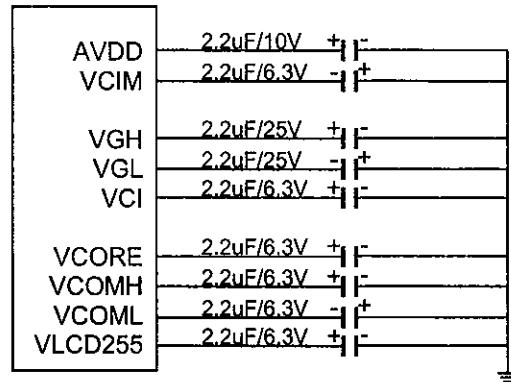 AVDD 2.2uF/10V + -
VCIM 2.2uF/6.3V - +
VGH 2.2uF/25V + -
VGL 2.2uF/25V - +
VCI 2.2uF/6.3V + -
VCORE 2.2uF/6.3V + -
VCOMH 2.2uF/6.3V + -
VCOML 2.2uF/6.3V - +
VLCD255 2.2uF/6.3V + -